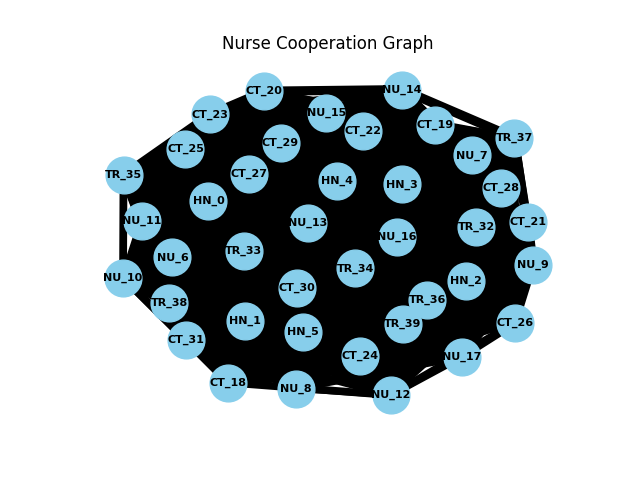 Nurse Cooperation Graph
CT_20
NU_14
CT_23
NU_15
CT_19
CT_22
TR_37
CT_29
CT_25
NU_7
TR_35
CT_27
HN_4
HN_3
CT_28
HN_0
NU_11
NU_13
CT_21
TR_32
NU_16
TR_33
NU_6
NU_9
TR_34
NU_10
HN_2
CT_30
TR_36
TR_38
HN_1
CT_26
TR_39
HN_5
CT_31
CT_24
NU_17
CT_18
NU_8
NU_12